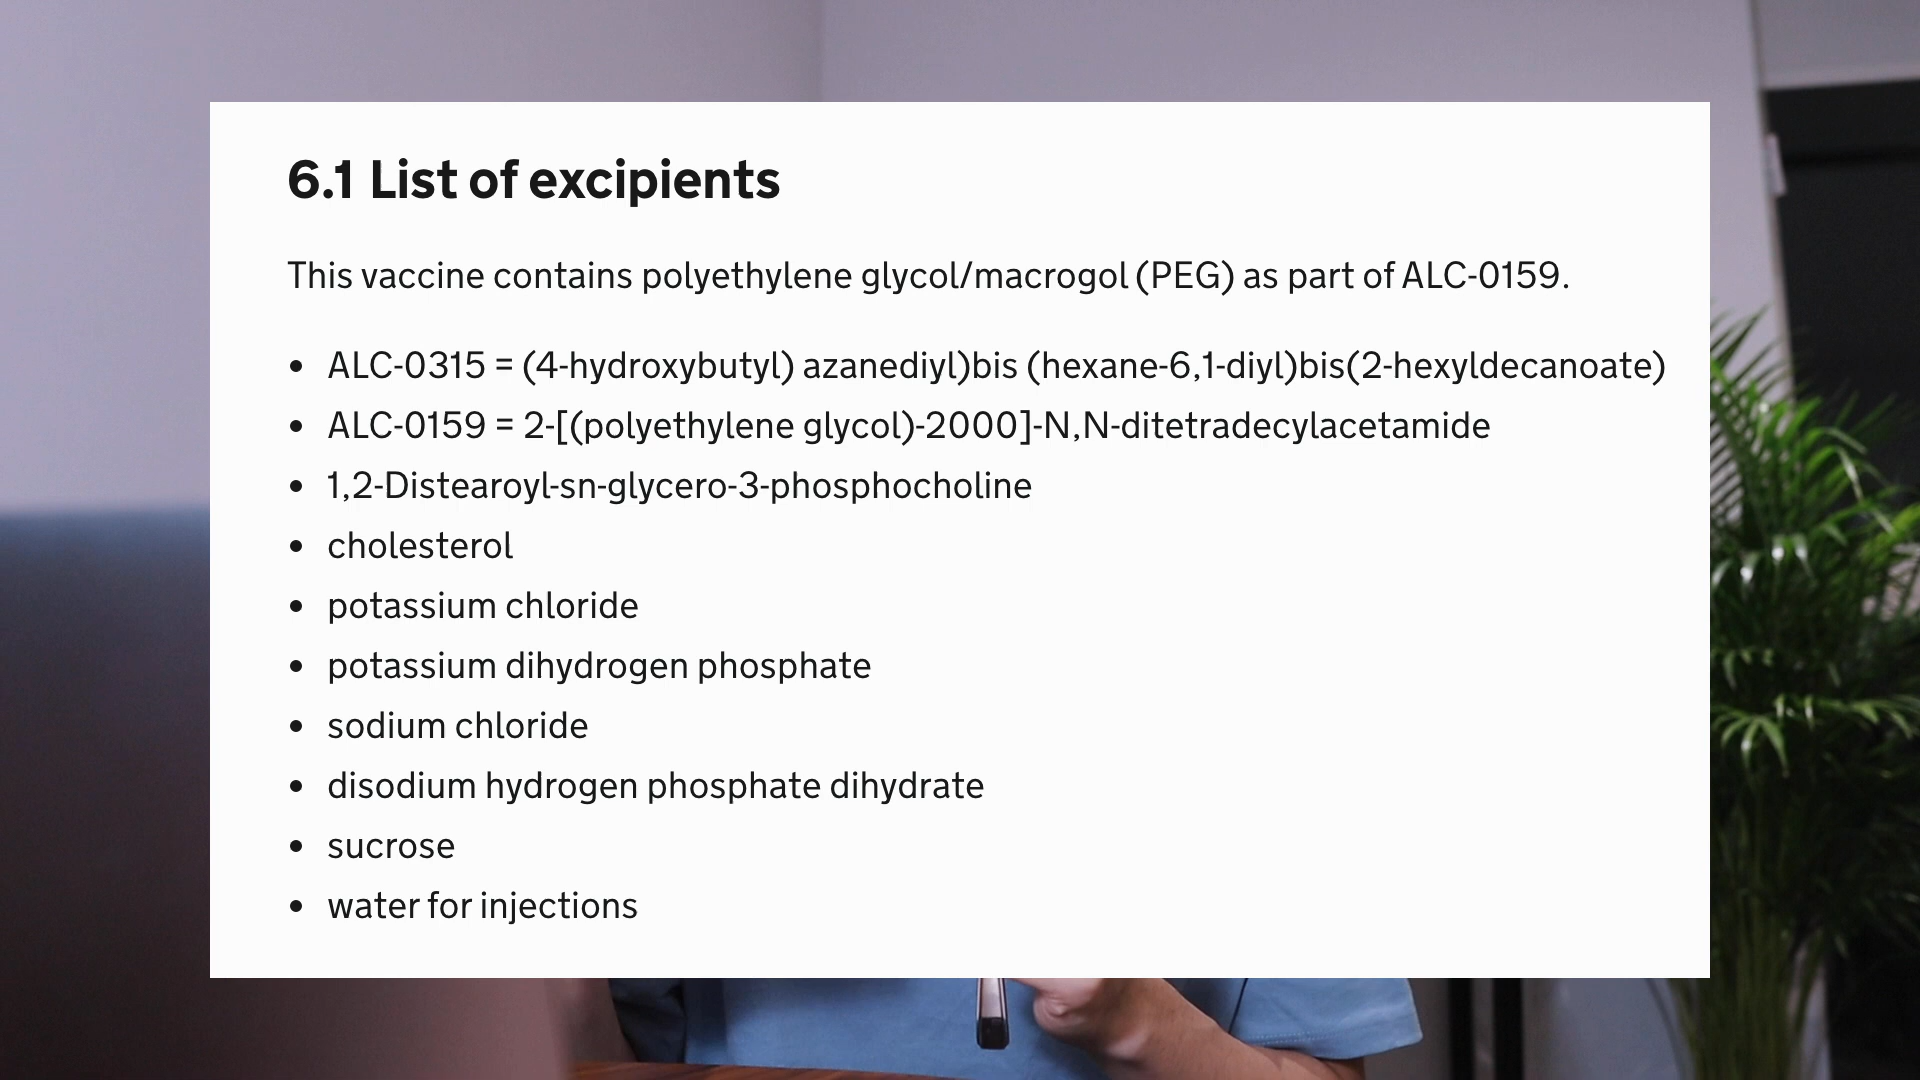 6.1 List of excipients
This vaccine contains polyethylene glycol/macrogol (PEG) as part of ALC-0159.
• ALC-0315 = (4-hydroxybutyl) azanediyl)bis (hexane-6,1-diyl)bis(2-hexyldecanoate)
• ALC-0159 = 2-[(polyethylene glycol)-2000]-N,N-ditetradecylacetamide
• 1,2-Distearoyl-sn-glycero-3-phosphocholine
• cholesterol
• potassium chloride
• potassium dihydrogen phosphate
• sodium chloride
• disodium hydrogen phosphate dihydrate
• sucrose
• water for injections